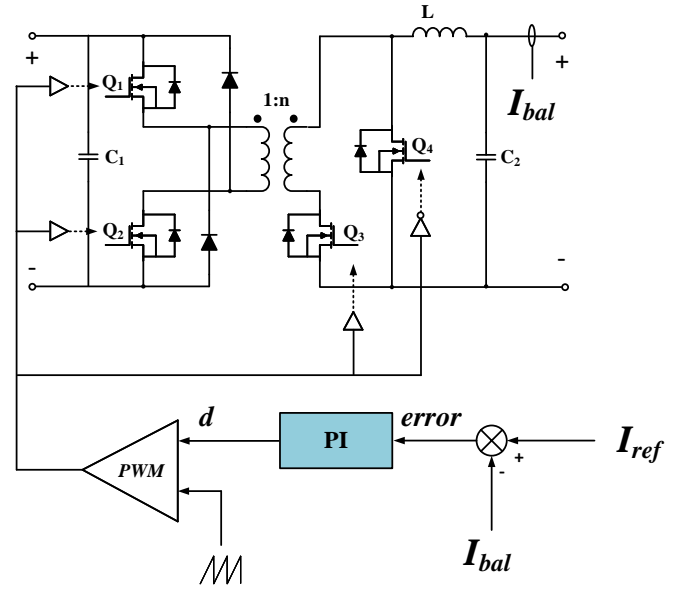 L
+
Q1
1:n
+
Ibal
C1
Q4
C2
Q2
Q3
-
-
d
error
PI
Iref
PWM
+
-
Ibal